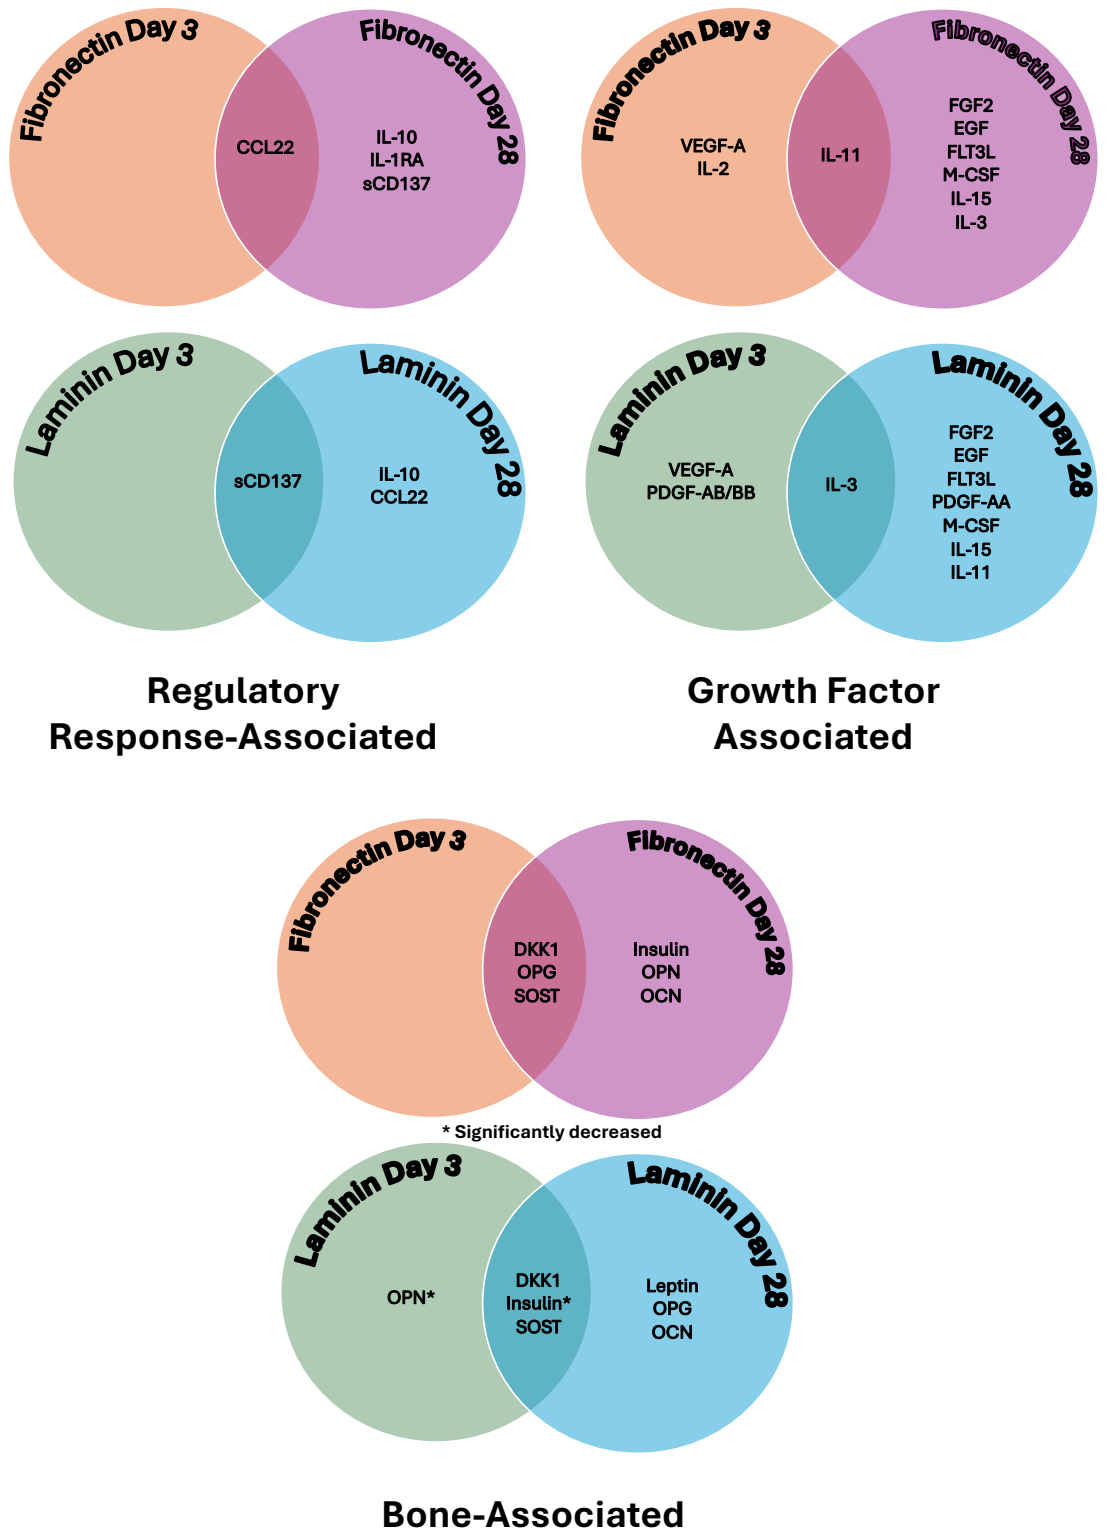 Fibronectin Day 3
Fibronectin Day 28
CCL22
IL-10
IL-1RA
sCD137
Fibronectin Day 3
Fibronectin Day 28
VEGF-A
IL-2
IL-11
FGF2
EGF
FLT3L
M-CSF
IL-15
IL-3
Laminin Day 3
Laminin Day 28
sCD137
IL-10
CCL22
Laminin Day 3
Laminin Day 28
VEGF-A
PDGF-AB/BB
IL-3
FGF2
EGF
FLT3L
PDGF-AA
M-CSF
IL-15
IL-11
Regulatory
Response-Associated
Growth Factor
Associated
Fibronectin Day 3
Fibronectin Day 28
DKK1
OPG
SOST
Insulin
OPN
OCN
* Significantly decreased
Laminin Day 3
Laminin Day 28
OPN*
DKK1
Insulin*
SOST
Leptin
OPG
OCN
Bone-Associated